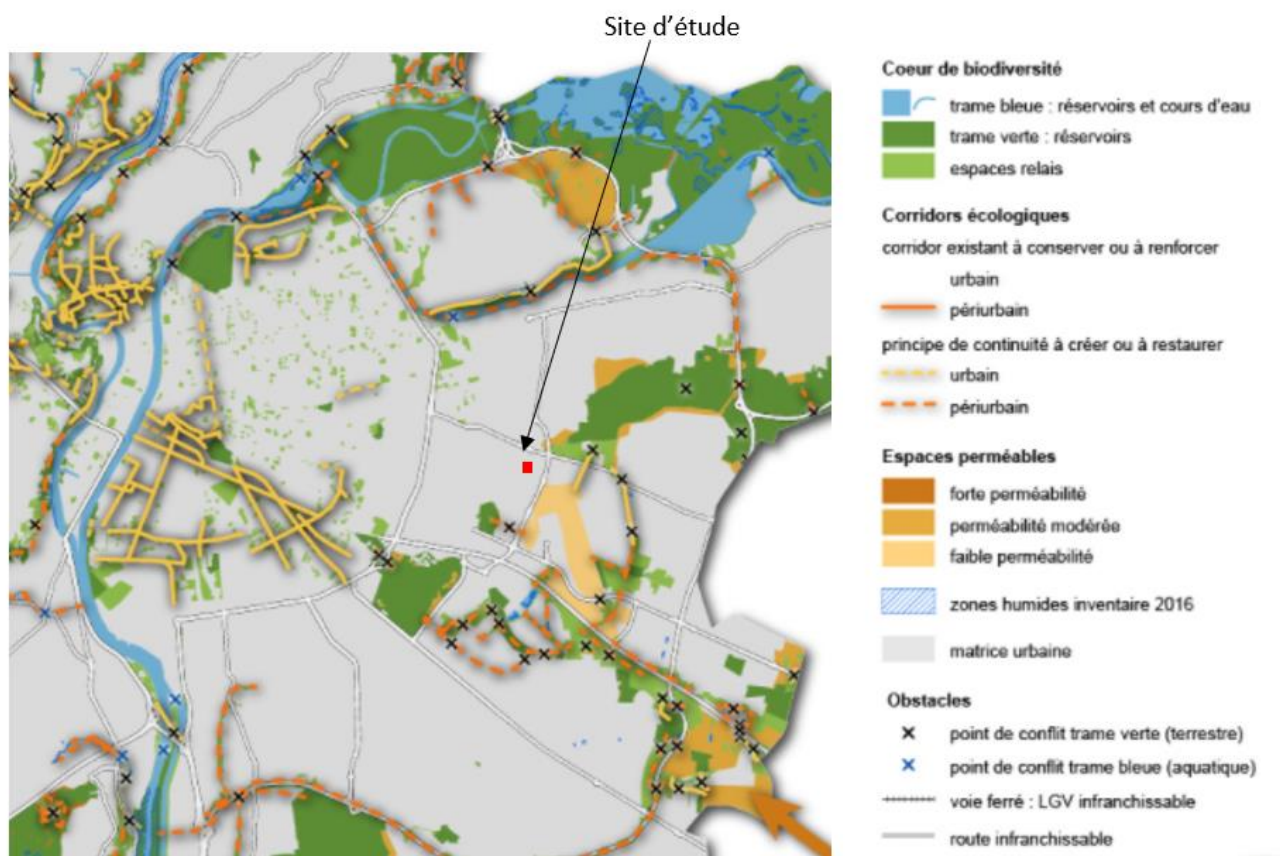 Site d'étude
Coeur de biodiversité
trame bleue : réservoirs et cours d'eau
trame verte : réservoirs
espaces relais
Corridors écologiques
corridor existant à conserver ou à renforcer
urbain
périurbain
principe de continuité à créer ou à restaurer
urbain
périurbain
Espaces perméables
forte perméabilité
perméabilité modérée
faible perméabilité
zones humides inventaire 2016
matrice urbaine
Obstacles
point de conflit trame verte (terrestre)
point de conflit trame bleue (aquatique)
voie ferré : LGV infranchissable
route infranchissable